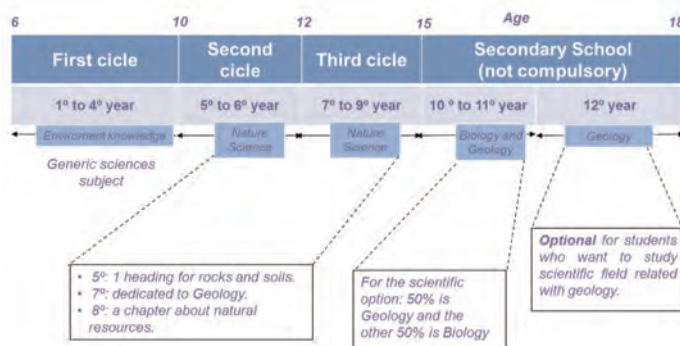 6 10 12 15 Age 18
First cicle
Second
cicle
Third cicle
Secondary School
(not compulsory)
1º to 4º year
5º to 6º year
7º to 9º year
10 º to 11º year
12º year
Enviroment knowledge
Nature
Science
Nature
Science
Biology and
Geology
Geology
Generic sciences
subject
• 5º: 1 heading for rocks and soils.
• 7º: dedicated to Geology.
• 8º: a chapter about natural
resources.
For the scientific
option: 50% is
Geology and the
other 50% is Biology
Optional for students
who want to study
scientific field related
with geology.